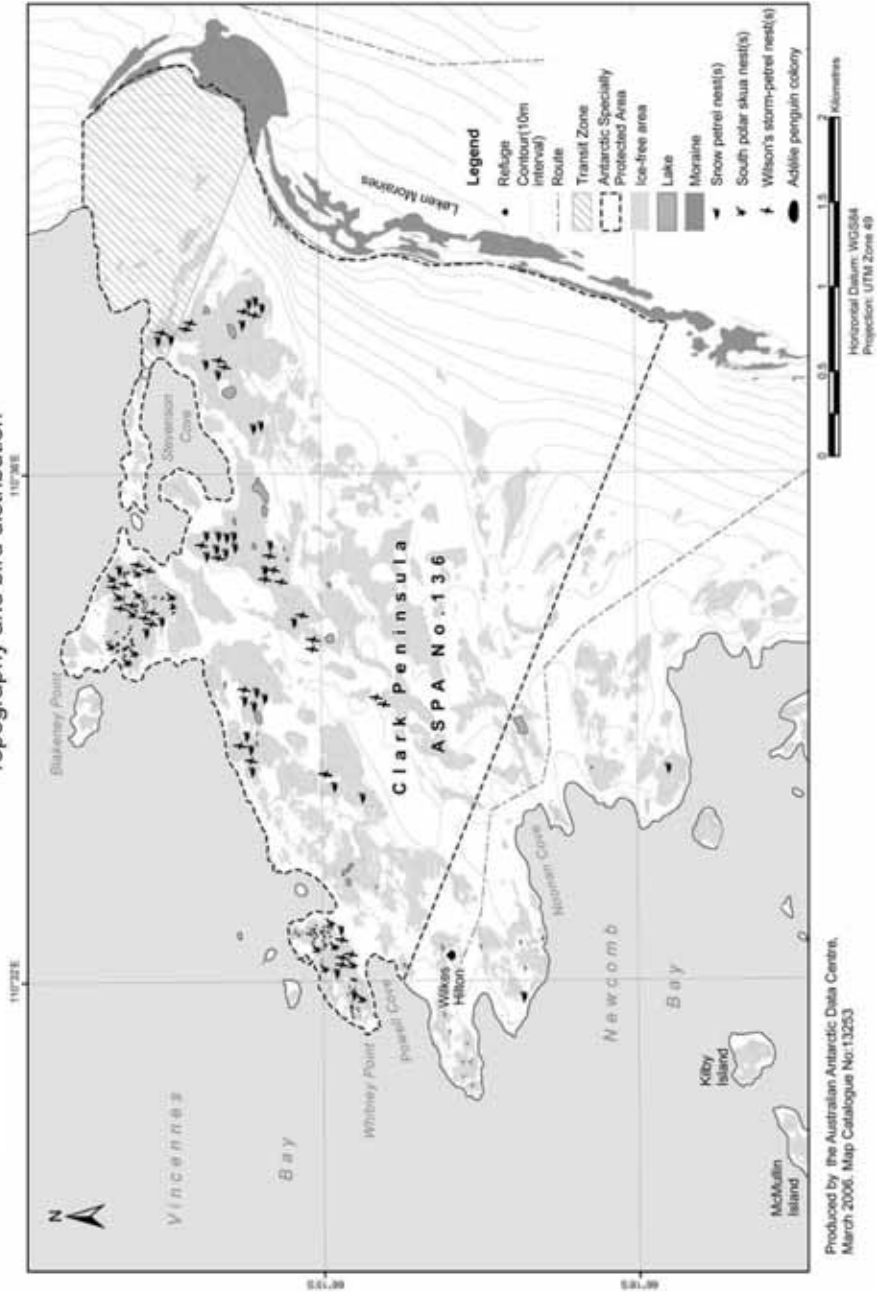 Topography and bird distribution
110°32'E
110°36'E
N
Vincennes
Bay
Blakeney Point
Stevenson
Cove
Whitney Point
Powell Cove
Clark Peninsula
ASPA No.136
Wilkes
Hilton
Noonan Cove
Newcomb
Bay
Kilby
Island
McMullin
Island
Løken Moraines
Legend
Refuge
Contour(10m
interval)
Route
Transit Zone
Antarctic Specially
Protected Area
Ice-free area
Lake
Moraine
Snow petrel nest(s)
South polar skua nest(s)
Wilson's storm-petrel nest(s)
Adélie penguin colony
0 0.5 1 1.5 2
Kilometres
Horizontal Datum: WGS84
Projection: UTM Zone 49
Produced by the Australian Antarctic Data Centre,
March 2006. Map Catalogue No:13253